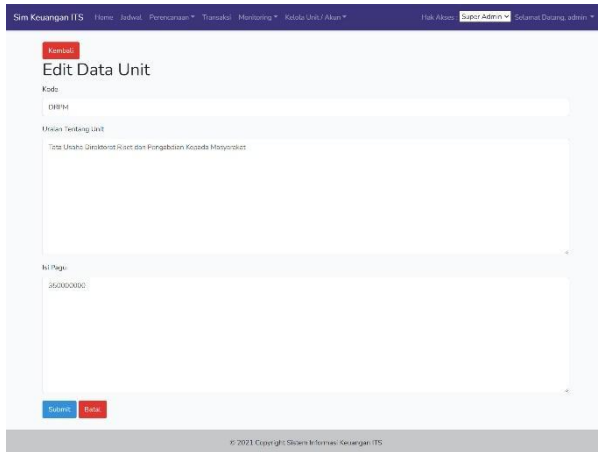 Sim Keuangan ITS Home Jadwal Perencanaan Transaksi Monitoring Kelola Unit / Akun Hak Akses : Super Admin Selamat Datang, admin
Kembali
Edit Data Unit
Kode
DRPM
Uraian Tentang Unit
Tata Usaha Direktorat Riset dan Pengabdian Kepada Masyarakat
Isi Pagu
350000000
Submit Batal
© 2021 Copyright Sistem Informasi Keuangan ITS